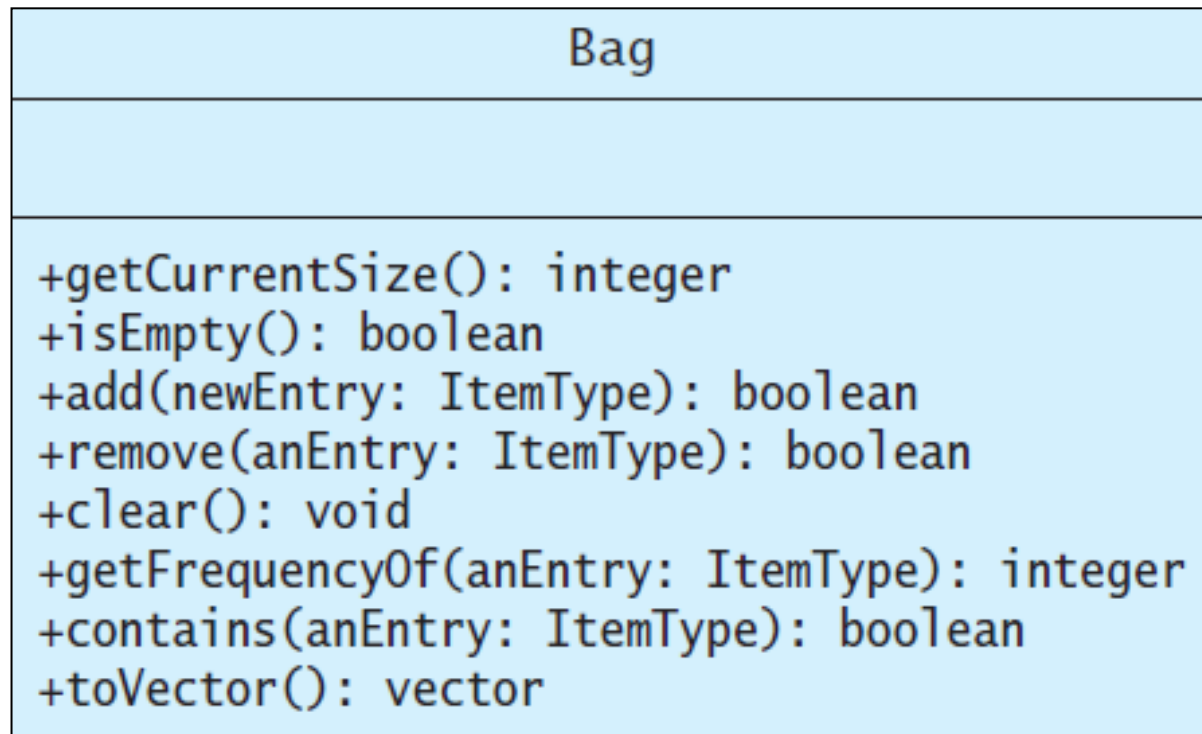 Bag
+getCurrentSize(): integer
+isEmpty(): boolean
+add(newEntry: ItemType): boolean
+remove(anEntry: ItemType): boolean
+clear(): void
+getFrequencyOf(anEntry: ItemType): integer
+contains(anEntry: ItemType): boolean
+toVector(): vector